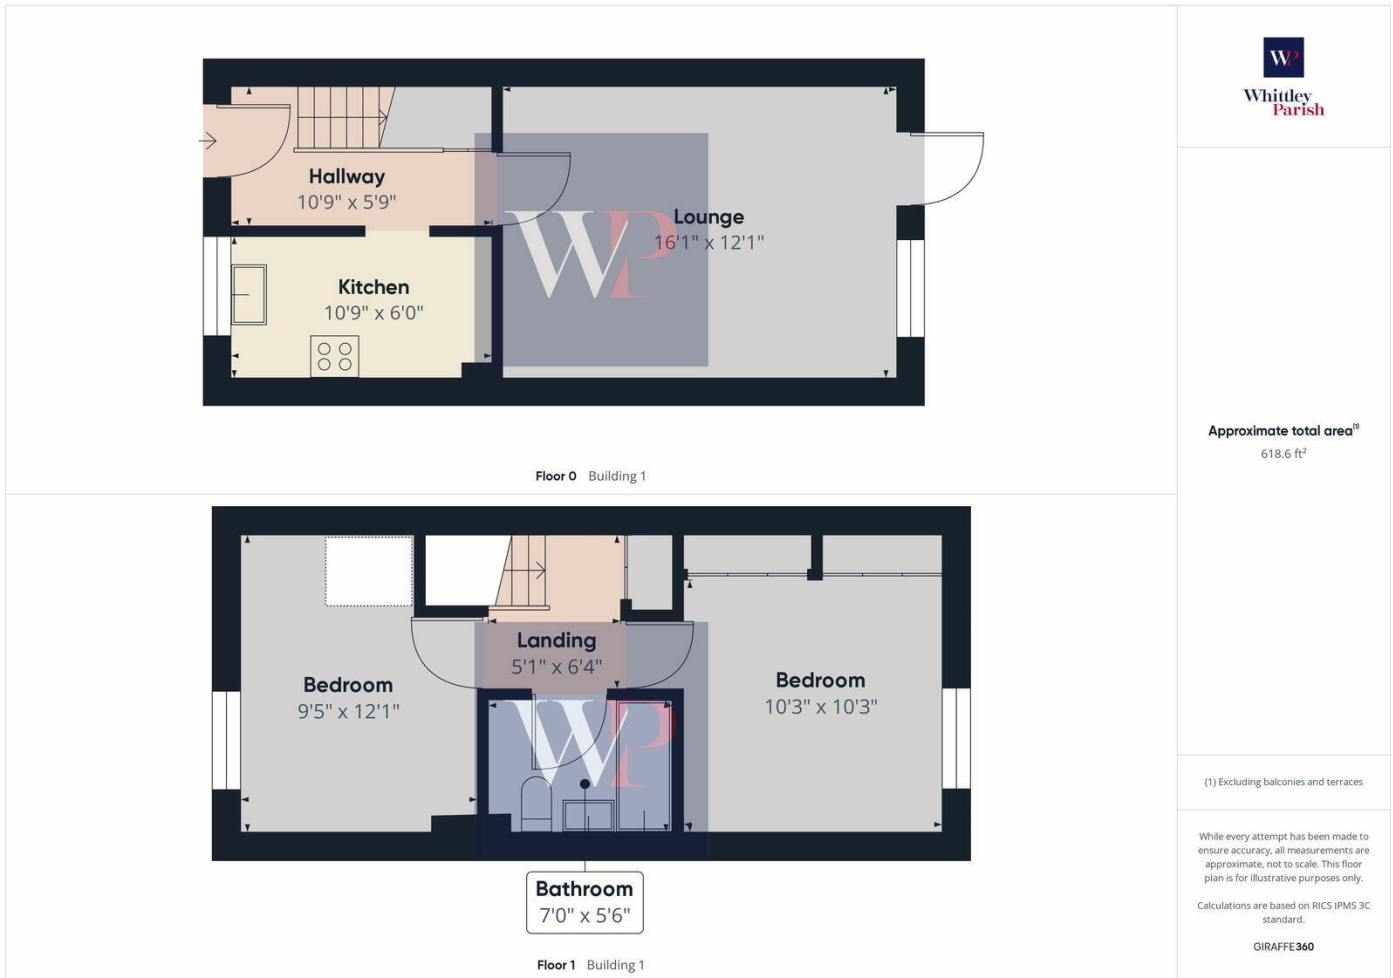 Hallway
10'9" x 5'9"
Lounge
16'1" x 12'1"
WP
Kitchen
10'9" x 6'0"
Floor 0 Building 1
Landing
5'1" x 6'4"
Bedroom
9'5" x 12'1"
Bedroom
10'3" x 10'3"
WP
Bathroom
7'0" x 5'6"
Floor 1 Building 1
WP
Whittley
Parish
Approximate total area(1)
618.6 ft²
(1) Excluding balconies and terraces
While every attempt has been made to
ensure accuracy, all measurements are
approximate, not to scale. This floor
plan is for illustrative purposes only.
Calculations are based on RICS IPMS 3C
standard.
GIRAFFE360